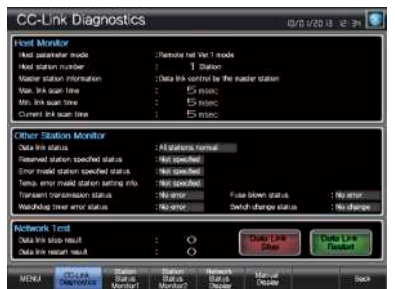 CC-Link Diagnostics
Host Monitor
Host parameter mode : Remote net Ver.1 mode
Host station number : 1 Station
Master station information : Data link control by the master station
Max. link scan time : 5 msec
Min. link scan time : 5 msec
Current link scan time : 5 msec
Other Station Monitor
Data link status : All stations normal
Reserved station specified status : Not specified
Error invalid station specified status : Not specified
Temp. error invalid station setting info. : Not specified
Transient transmission status : No error Fuse blown status : No error
Watchdog timer error status : No error Switch change status : No change
Network Test
Data link stop result : 0
Data link restart result : 0
Data Link Stop
Data Link Restart
MENU
CC-Link Diagnostics
Station Status Monitor1
Station Status Monitor2
Network Status Display
Manual Display
Back